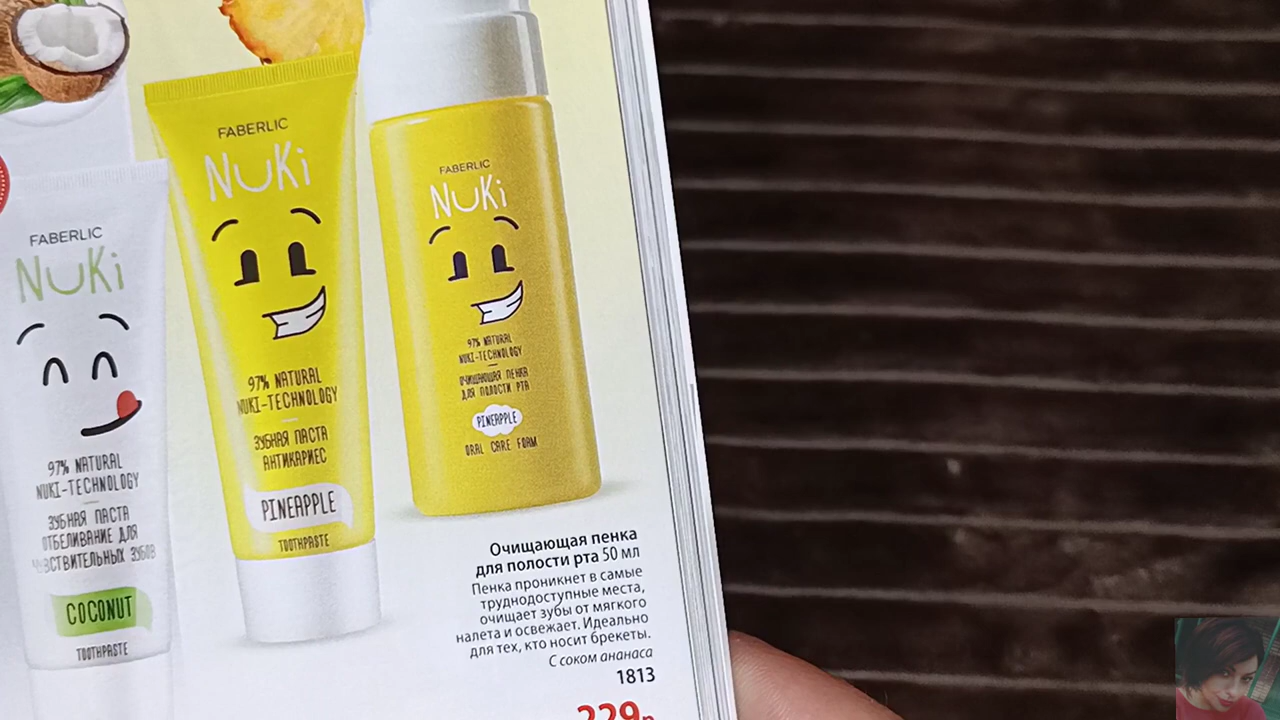 FABERLIC
NUKi
97% NATURAL
NUKI-TECHNOLOGY
ЗУБНАЯ ПАСТА
ОТБЕЛИВАНИЕ ДЛЯ
ЧУВСТВИТЕЛЬНЫХ ЗУБОВ
COCONUT
TOOTHPASTE
FABERLIC
NUKi
97% NATURAL
NUKI-TECHNOLOGY
ЗУБНАЯ ПАСТА
АНТИКАРИЕС
PINEAPPLE
TOOTHPASTE
FABERLIC
NUKi
97% NATURAL
NUKI-TECHNOLOGY
ОЧИЩАЮЩАЯ ПЕНКА
ДЛЯ ПОЛОСТИ РТА
PINEAPPLE
ORAL CARE FOAM
Очищающая пенка
для полости рта 50 мл
Пенка проникнет в самые
труднодоступные места,
очищает зубы от мягкого
налета и освежает. Идеально
для тех, кто носит брекеты.
С соком ананаса
1813
229р